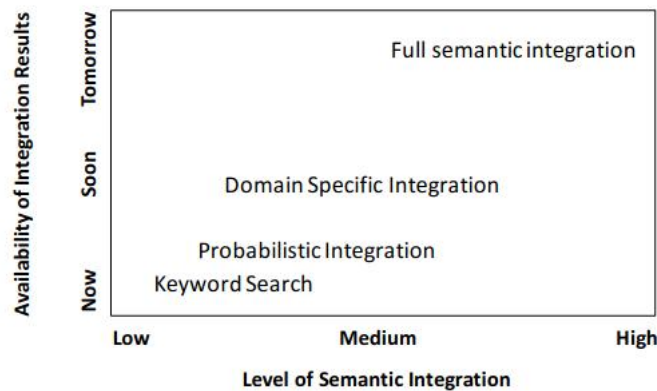 Availability of Integration Results
Tomorrow
Soon
Now
Full semantic integration
Domain Specific Integration
Probabilistic Integration
Keyword Search
Low
Medium
High
Level of Semantic Integration